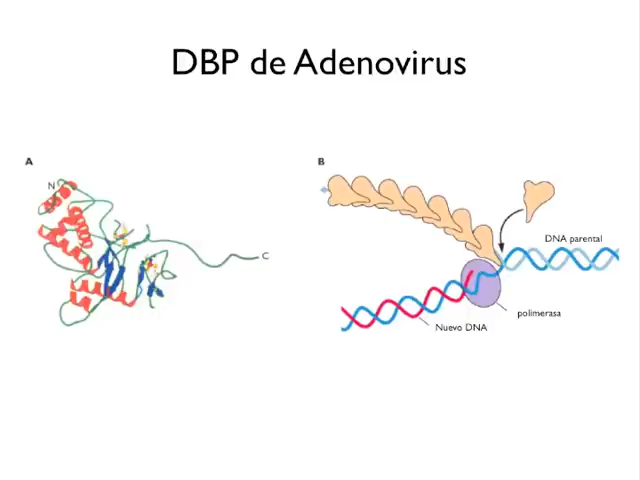 DBP de Adenovirus
A
B
N
C
DNA parental
polimerasa
Nuevo DNA